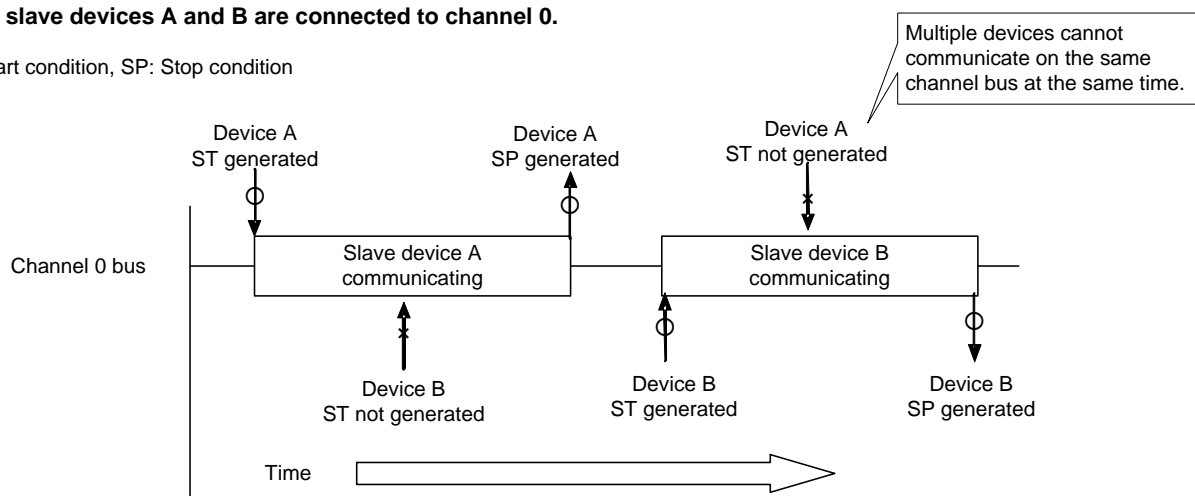 slave devices A and B are connected to channel 0.
art condition, SP: Stop condition
Multiple devices cannot
communicate on the same
channel bus at the same time.
Device A
ST generated
Device A
SP generated
Device A
ST not generated
Channel 0 bus
Slave device A
communicating
Slave device B
communicating
Device B
ST not generated
Device B
ST generated
Device B
SP generated
Time